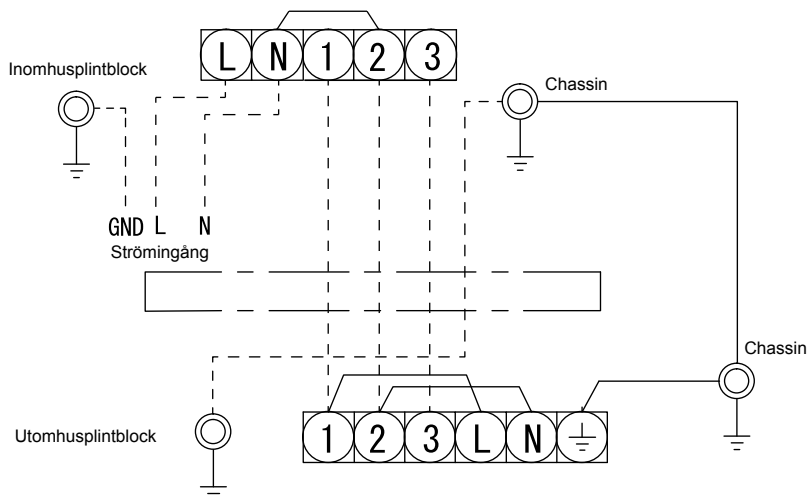 L N 1 2 3
Inomhusplintblock
Chassin
GND L N
Strömingång
Chassin
Utomhusplintblock
1 2 3 L N